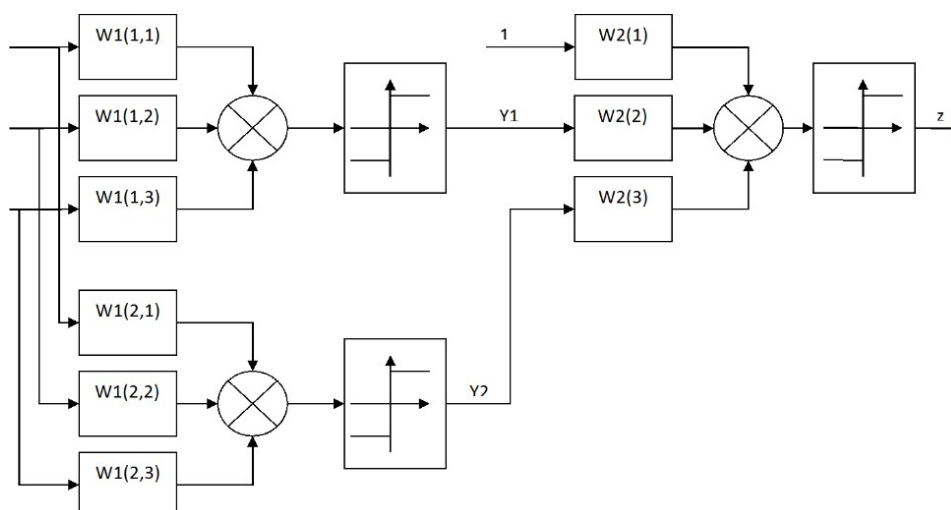 W1(1,1)
W1(1,2)
W1(1,3)
W1(2,1)
W1(2,2)
W1(2,3)
Y1
Y2
1
W2(1)
W2(2)
W2(3)
z